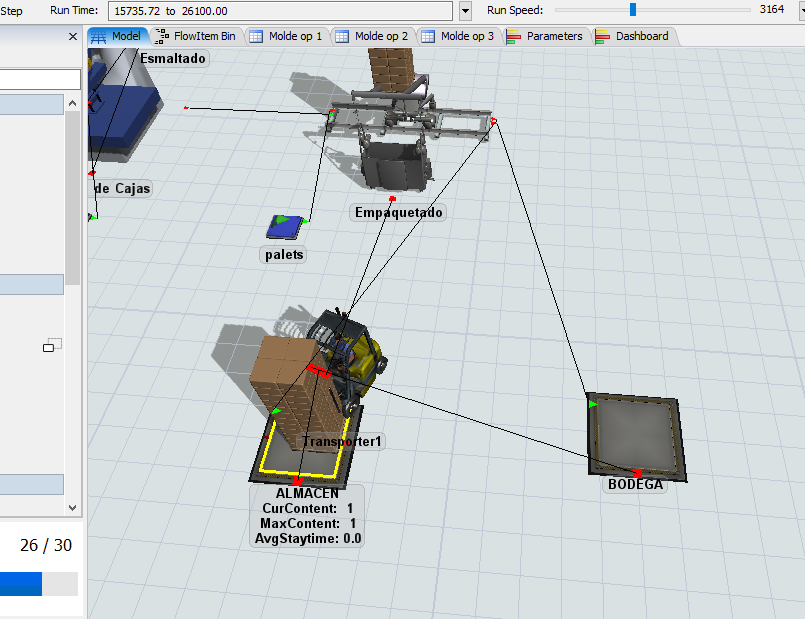 Step
Run Time:
15735.72 to 26100.00
Run Speed:
3164
Model
FlowItem Bin
Molde op 1
Molde op 2
Molde op 3
Parameters
Dashboard
Esmaltado
de Cajas
Empaquetado
palets
Transporter1
ALMACEN
CurContent: 1
MaxContent: 1
AvgStaytime: 0.0
BODEGA
26 / 30